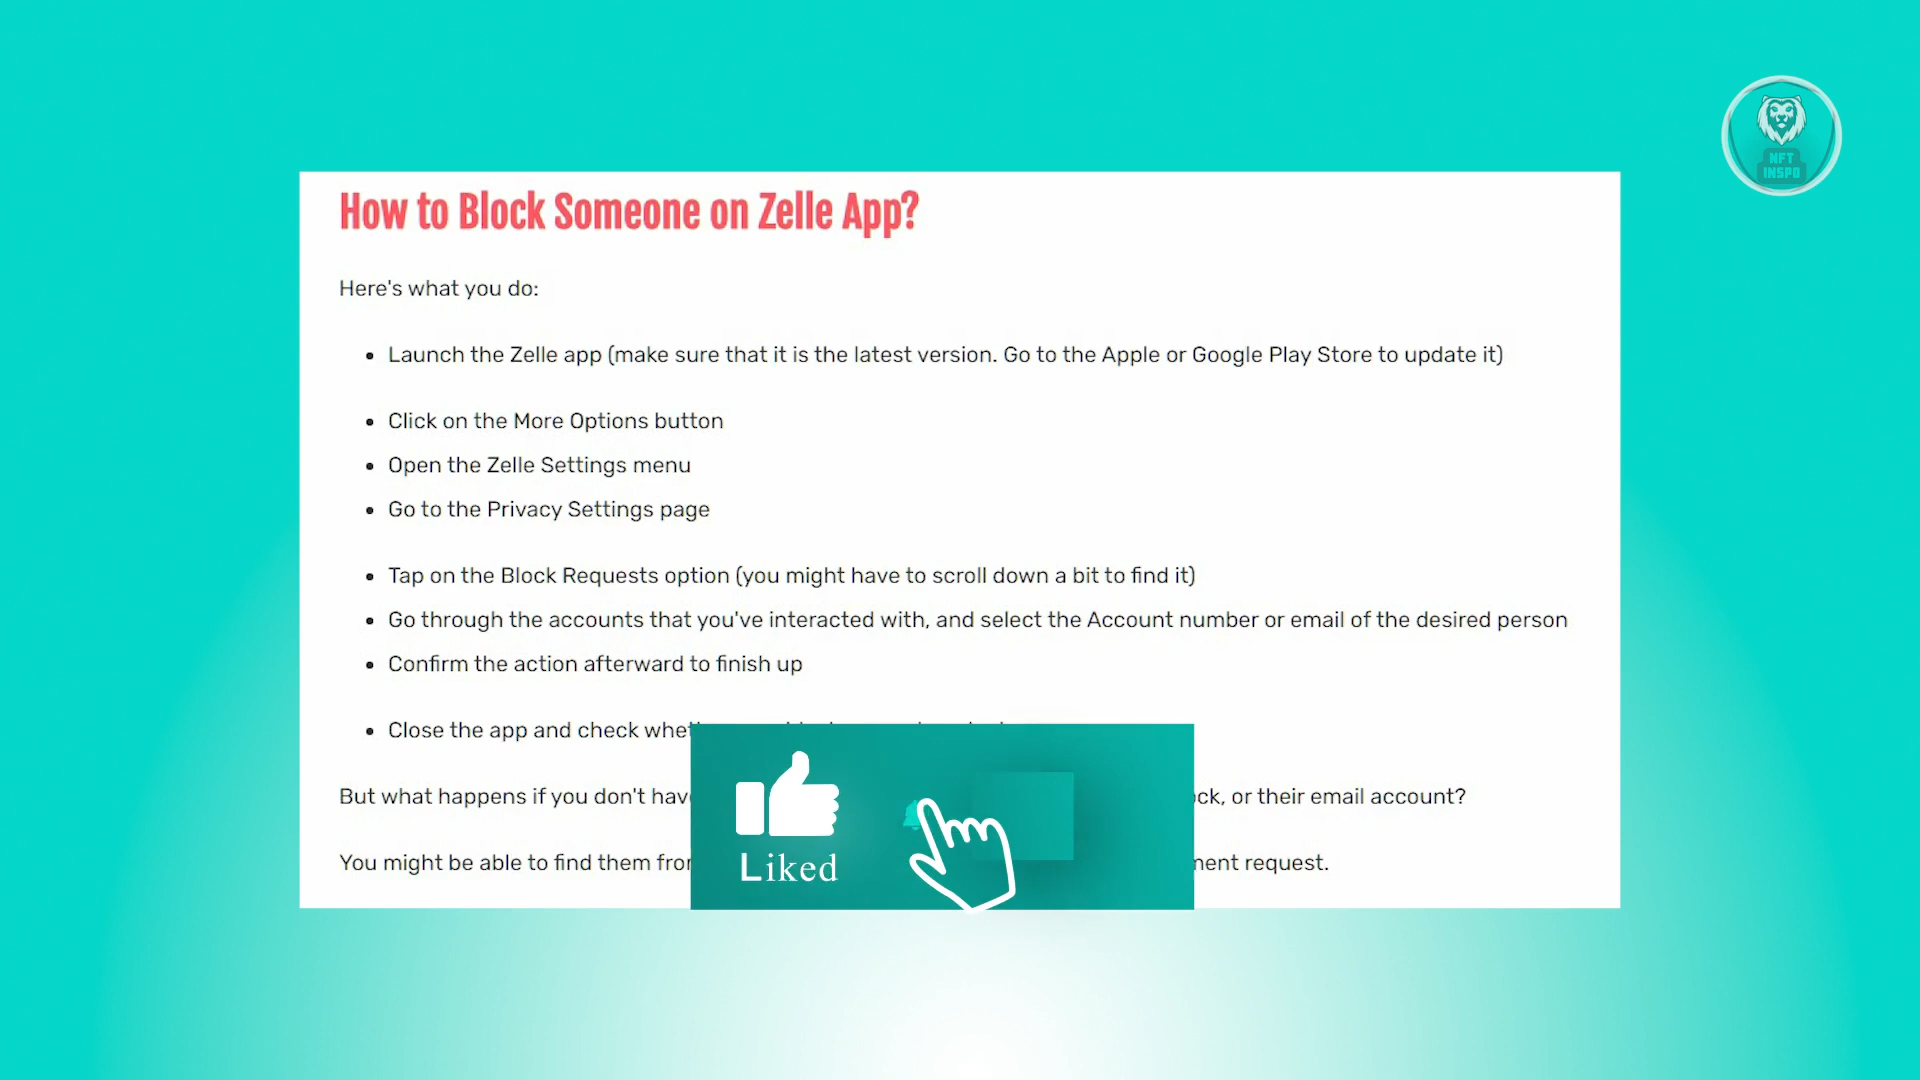 NFT
INSPO
How to Block Someone on Zelle App?
Here's what you do:
• Launch the Zelle app (make sure that it is the latest version. Go to the Apple or Google Play Store to update it)
• Click on the More Options button
• Open the Zelle Settings menu
• Go to the Privacy Settings page
• Tap on the Block Requests option (you might have to scroll down a bit to find it)
• Go through the accounts that you've interacted with, and select the Account number or email of the desired person
• Confirm the action afterward to finish up
• Close the app and check
But what happens if you don't or their email account?
You might be able to find them request.
Liked